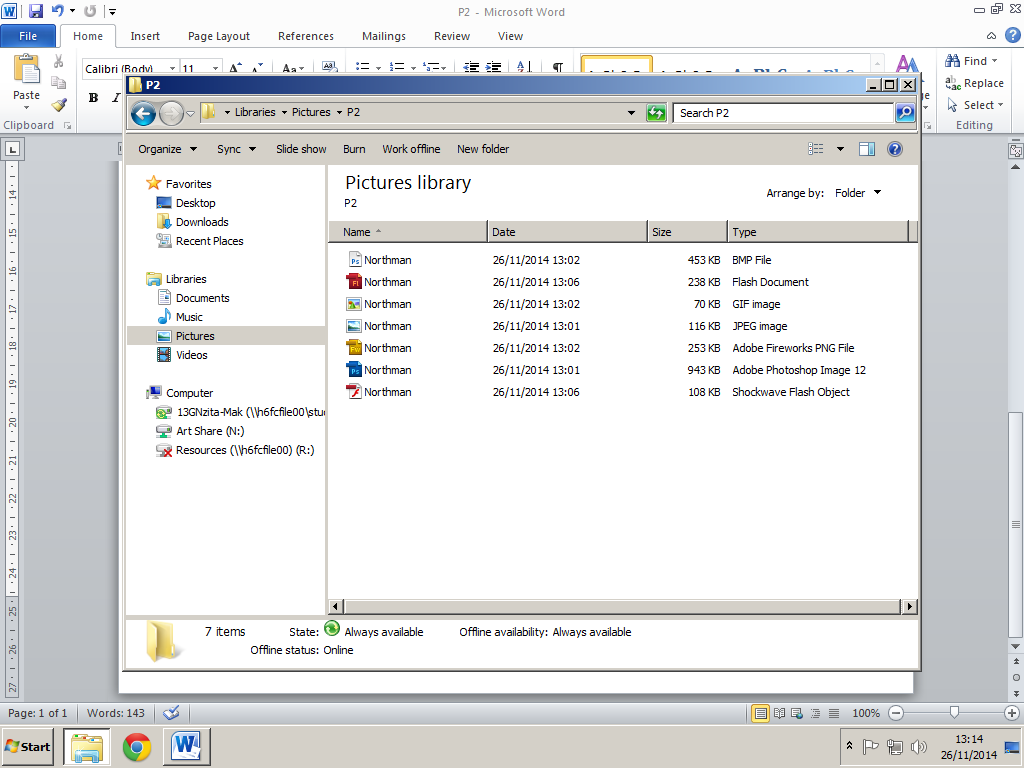 P2 - Microsoft Word
File Home Insert Page Layout References Mailings Review View
Calibri (Body) 11
Paste
B I
Find
Replace
Select
Clipboard
Editing
P2
Libraries Pictures P2
Search P2
Organize Sync Slide show Burn Work offline New folder
Favorites
Desktop
Downloads
Recent Places
Libraries
Documents
Music
Pictures
Videos
Computer
13GNzita-Mak (\\h6fcfile00\stu
Art Share (N:)
Resources (\\h6fcfile00) (R:)
Pictures library
P2
Arrange by: Folder
Name Date Size Type
Northman 26/11/2014 13:02 453 KB BMP File
Northman 26/11/2014 13:06 238 KB Flash Document
Northman 26/11/2014 13:02 70 KB GIF image
Northman 26/11/2014 13:01 116 KB JPEG image
Northman 26/11/2014 13:02 253 KB Adobe Fireworks PNG File
Northman 26/11/2014 13:01 943 KB Adobe Photoshop Image 12
Northman 26/11/2014 13:06 108 KB Shockwave Flash Object
7 items State: Always available Offline availability: Always available
Offline status: Online
Page: 1 of 1 Words: 143 100%
Start
13:14
26/11/2014